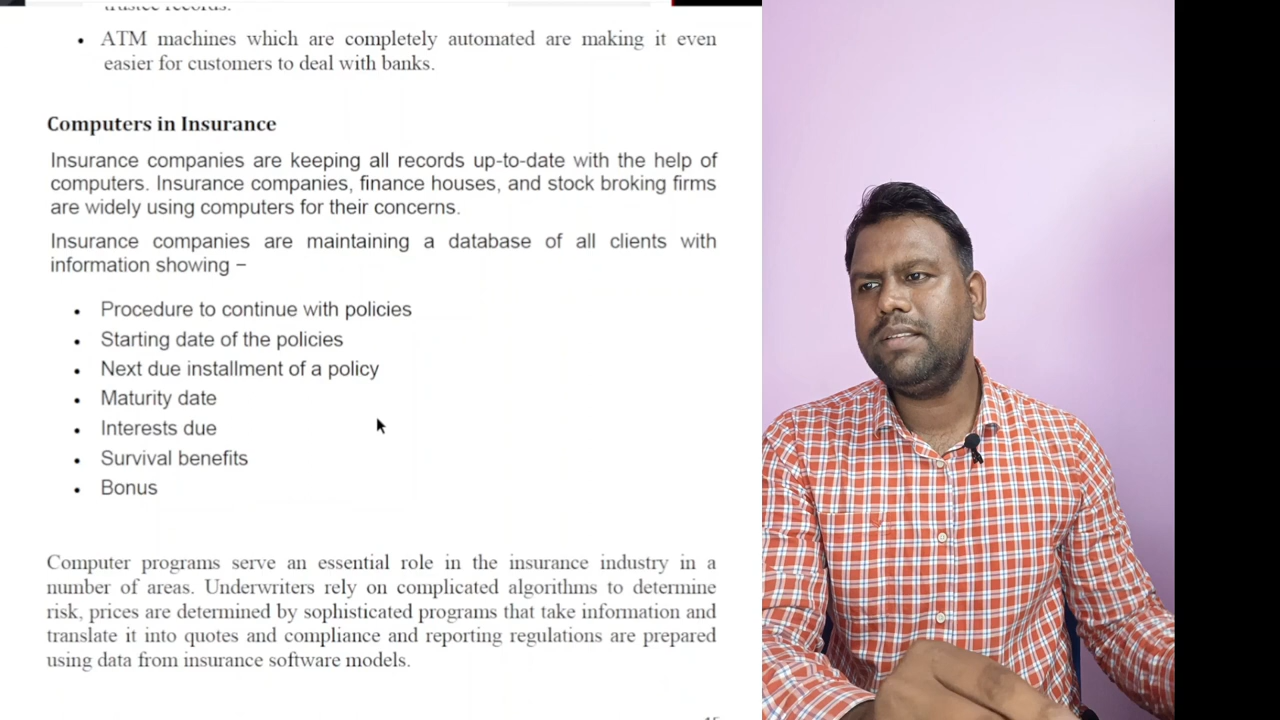 trustee records.
• ATM machines which are completely automated are making it even
easier for customers to deal with banks.
Computers in Insurance
Insurance companies are keeping all records up-to-date with the help of
computers. Insurance companies, finance houses, and stock broking firms
are widely using computers for their concerns.
Insurance companies are maintaining a database of all clients with
information showing −
• Procedure to continue with policies
• Starting date of the policies
• Next due installment of a policy
• Maturity date
• Interests due
• Survival benefits
• Bonus
Computer programs serve an essential role in the insurance industry in a
number of areas. Underwriters rely on complicated algorithms to determine
risk, prices are determined by sophisticated programs that take information and
translate it into quotes and compliance and reporting regulations are prepared
using data from insurance software models.